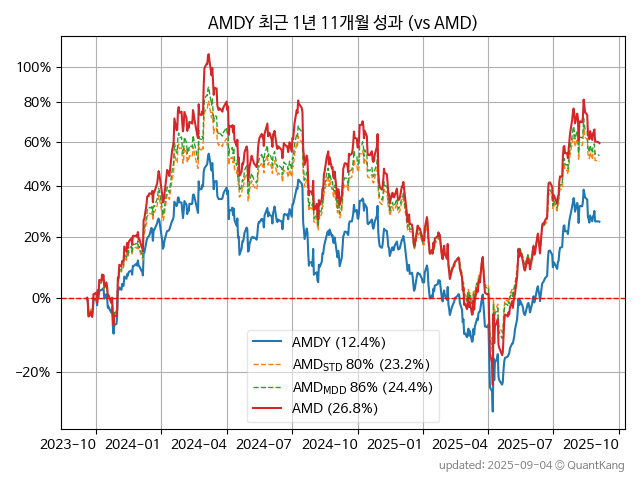 AMDY 최근 1년 11개월 성과 (vs AMD)
100%
80%
60%
40%
20%
0%
−20%
AMDY (12.4%)
AMD_STD 80% (23.2%)
AMD_MDD 86% (24.4%)
AMD (26.8%)
2023−10 2024−01 2024−04 2024−07 2024−10 2025−01 2025−04 2025−07 2025−10
updated: 2025-09-04 © QuantKang